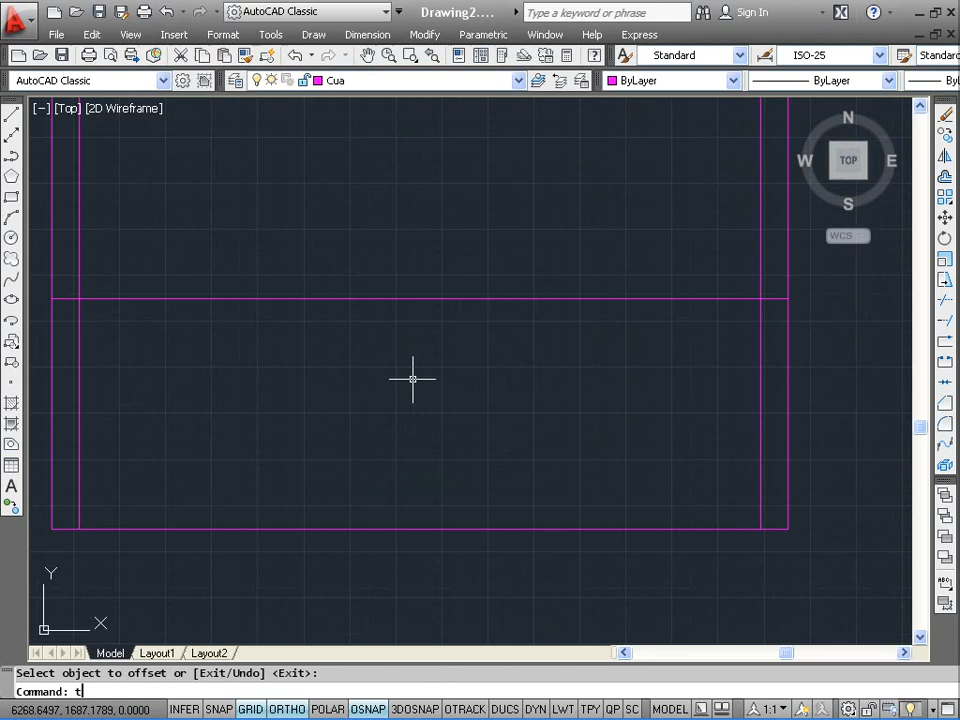 AutoCAD Classic Drawing2.... Type a keyword or phrase Sign In
File Edit View Insert Format Tools Draw Dimension Modify Parametric Window Help Express
Standard ISO-25 Standard
AutoCAD Classic Cua ByLayer ByLayer ByL
[−] [Top] [2D Wireframe]
N
W TOP E
S
WCS
A
Y
X
Model Layout1 Layout2
Select object to offset or [Exit/Undo] <Exit>:
Command: t
6268.6497, 1687.1789, 0.0000 INFER SNAP GRID ORTHO POLAR OSNAP 3DOSNAP OTRACK DUCS DYN LWT TPY QP SC MODEL 1:1